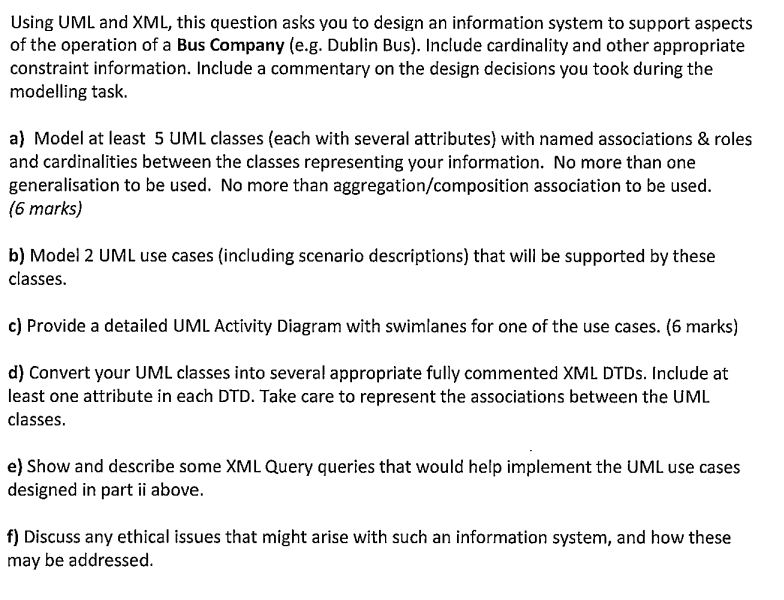 Using UML and XML, this question asks you to design an information system to support aspects
of the operation of a Bus Company (e.g. Dublin Bus). Include cardinality and other appropriate
constraint information. Include a commentary on the design decisions you took during the
modelling task.
a) Model at least 5 UML classes (each with several attributes) with named associations & roles
and cardinalities between the classes representing your information. No more than one
generalisation to be used. No more than aggregation/composition association to be used.
(6 marks)
b) Model 2 UML use cases (including scenario descriptions) that will be supported by these
classes.
c) Provide a detailed UML Activity Diagram with swimlanes for one of the use cases. (6 marks)
d) Convert your UML classes into several appropriate fully commented XML DTDs. Include at
least one attribute in each DTD. Take care to represent the associations between the UML
classes.
e) Show and describe some XML Query queries that would help implement the UML use cases
designed in part ii above.
f) Discuss any ethical issues that might arise with such an information system, and how these
may be addressed.